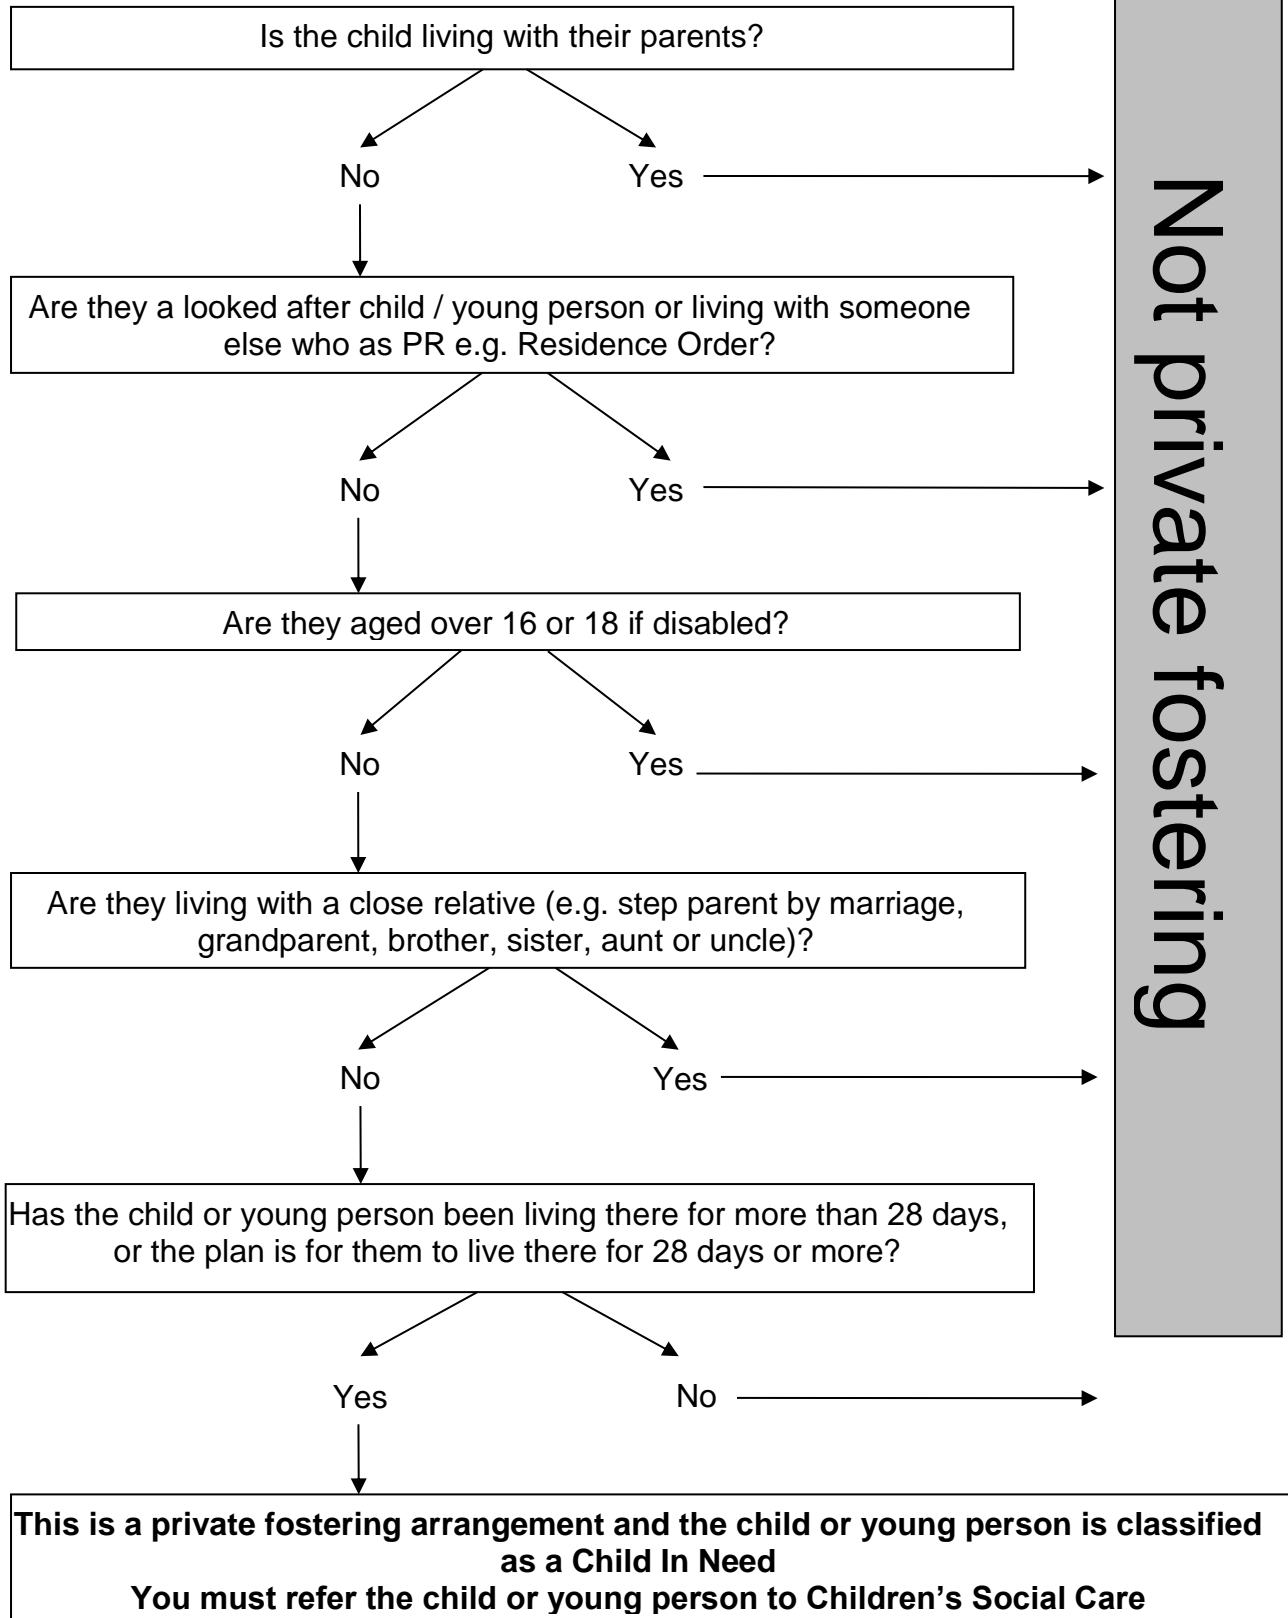 Is the child living with their parents?
No
Yes
Are they a looked after child / young person or living with someone
else who as PR e.g. Residence Order?
No
Yes
Are they aged over 16 or 18 if disabled?
No
Yes
Are they living with a close relative (e.g. step parent by marriage,
grandparent, brother, sister, aunt or uncle)?
No
Yes
Has the child or young person been living there for more than 28 days,
or the plan is for them to live there for 28 days or more?
Yes
No
This is a private fostering arrangement and the child or young person is classified
as a Child In Need
You must refer the child or young person to Children’s Social Care
Not private fostering